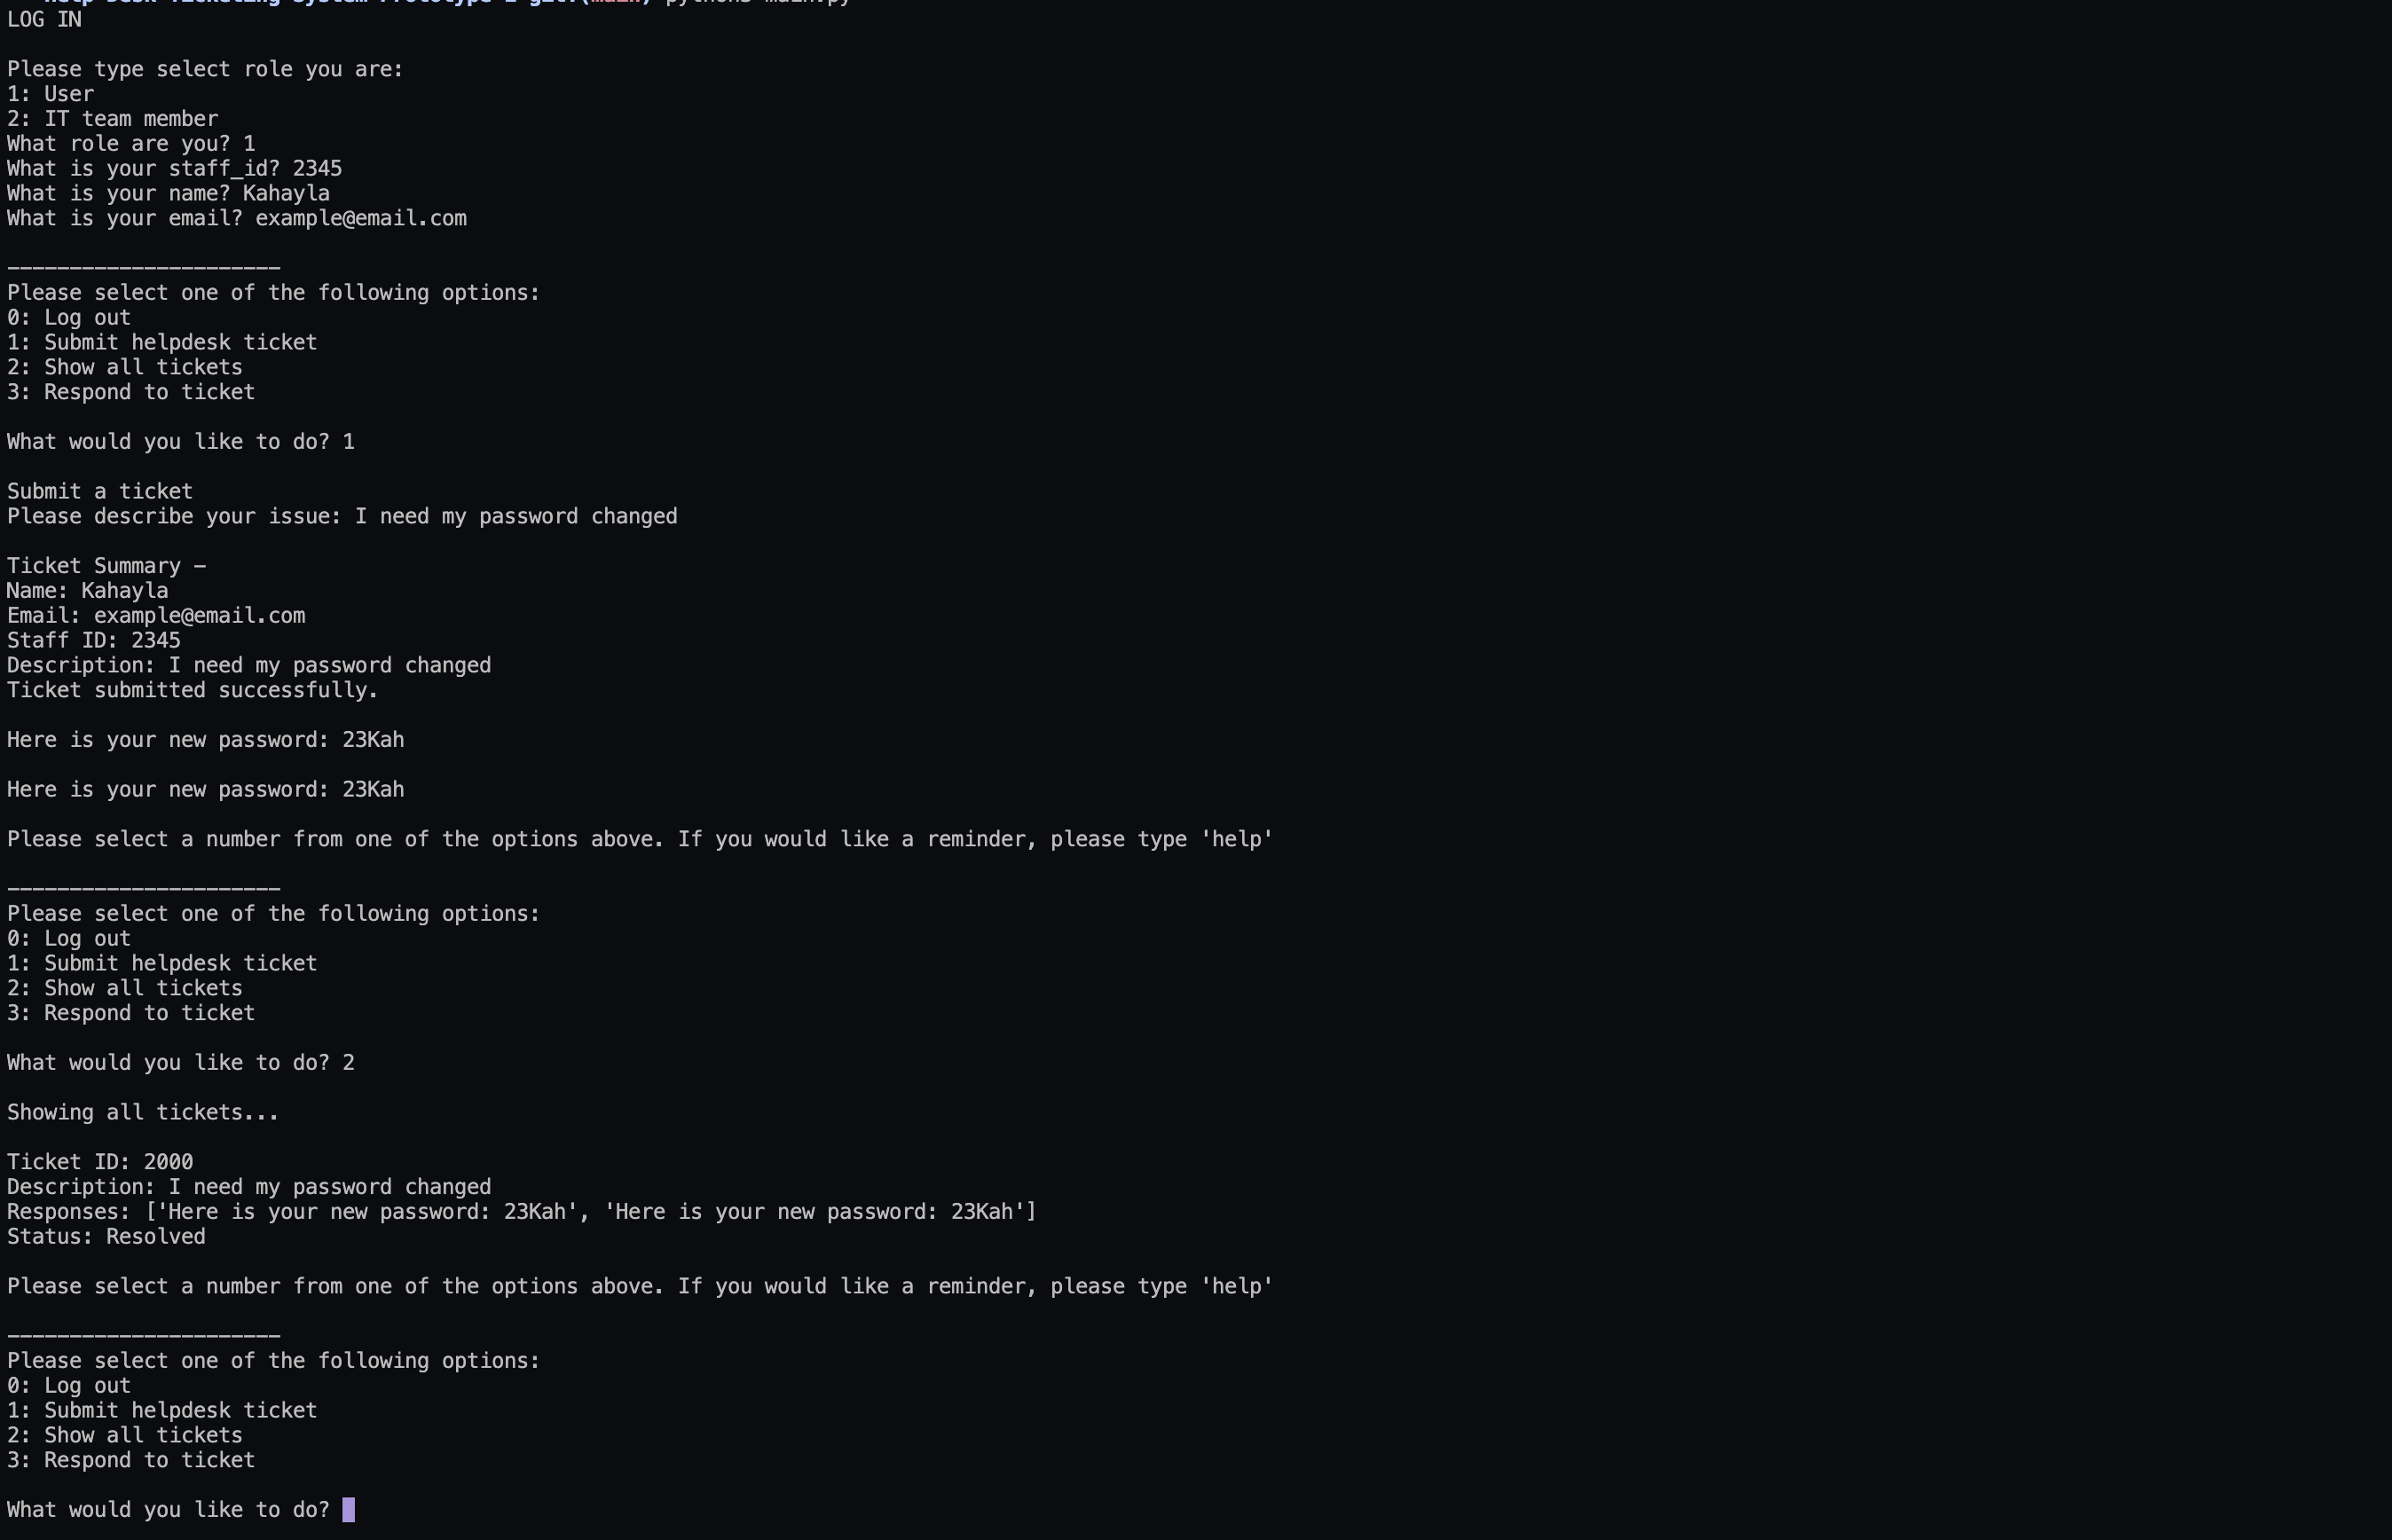 LOG IN
Please type select role you are:
1: User
2: IT team member
What role are you? 1
What is your staff_id? 2345
What is your name? Kahayla
What is your email? example@email.com
----------------------
Please select one of the following options:
0: Log out
1: Submit helpdesk ticket
2: Show all tickets
3: Respond to ticket
What would you like to do? 1
Submit a ticket
Please describe your issue: I need my password changed
Ticket Summary -
Name: Kahayla
Email: example@email.com
Staff ID: 2345
Description: I need my password changed
Ticket submitted successfully.
Here is your new password: 23Kah
Here is your new password: 23Kah
Please select a number from one of the options above. If you would like a reminder, please type 'help'
----------------------
Please select one of the following options:
0: Log out
1: Submit helpdesk ticket
2: Show all tickets
3: Respond to ticket
What would you like to do? 2
Showing all tickets...
Ticket ID: 2000
Description: I need my password changed
Responses: ['Here is your new password: 23Kah', 'Here is your new password: 23Kah']
Status: Resolved
Please select a number from one of the options above. If you would like a reminder, please type 'help'
----------------------
Please select one of the following options:
0: Log out
1: Submit helpdesk ticket
2: Show all tickets
3: Respond to ticket
What would you like to do?